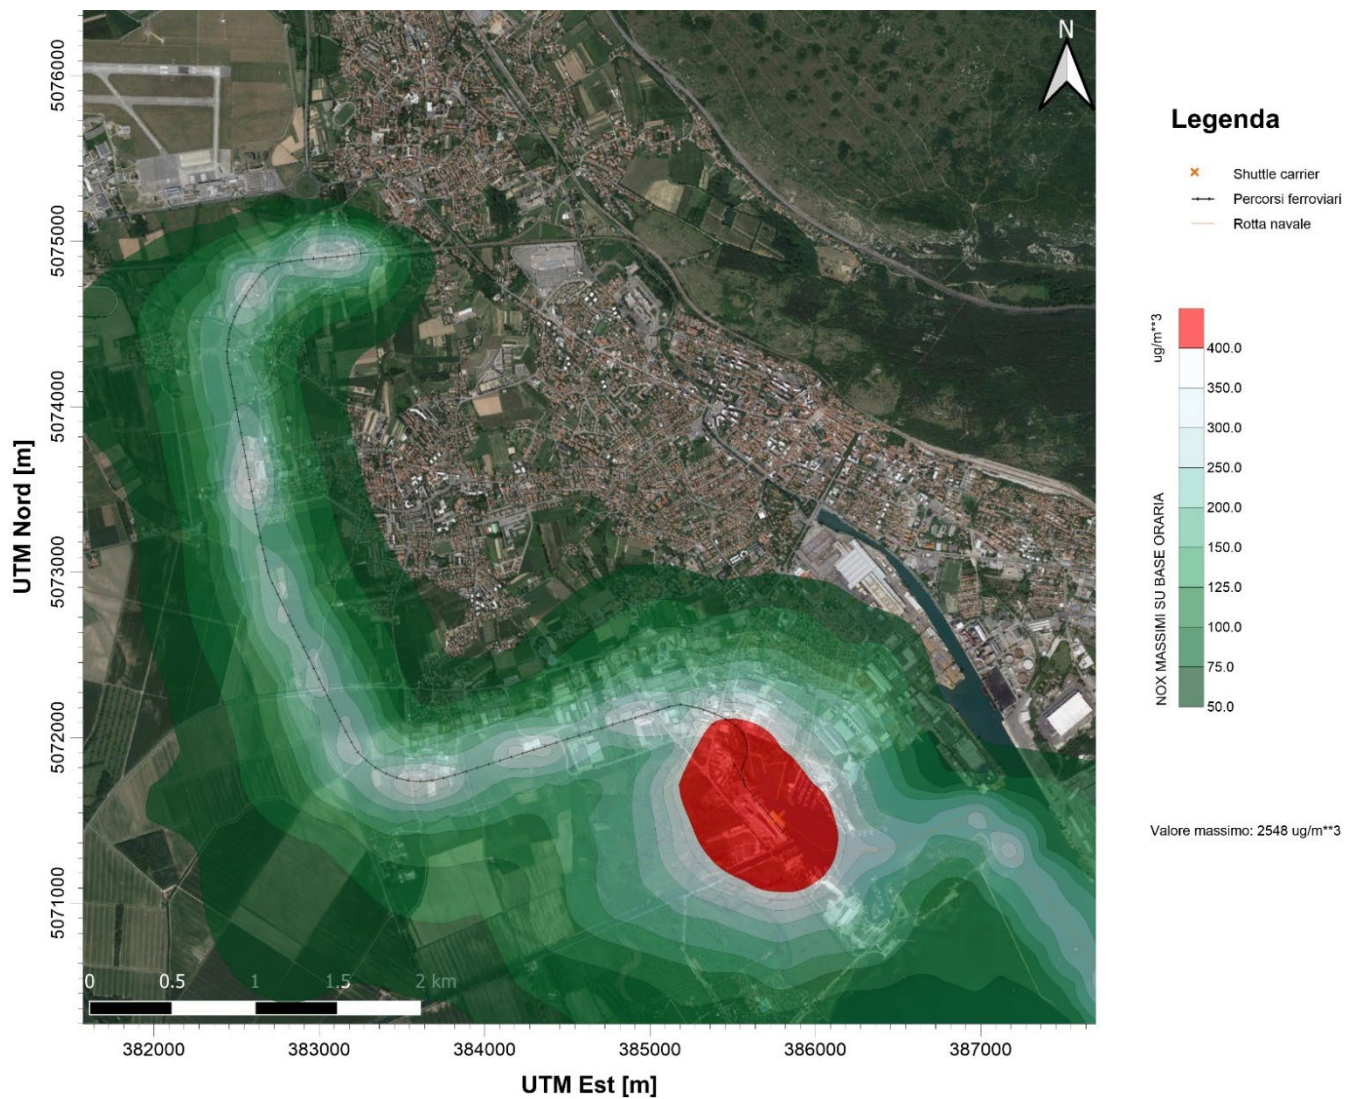 N
Legenda
Shuttle carrier
Percorsi ferroviari
Rotta navale
ug/m**3
NOX MASSIMI SU BASE ORARIA
400.0
350.0
300.0
250.0
200.0
150.0
125.0
100.0
75.0
50.0
Valore massimo: 2548 ug/m**3
UTM Nord [m]
5076000
5075000
5074000
5073000
5072000
5071000
0 0.5 1 1.5 2 km
382000 383000 384000 385000 386000 387000
UTM Est [m]